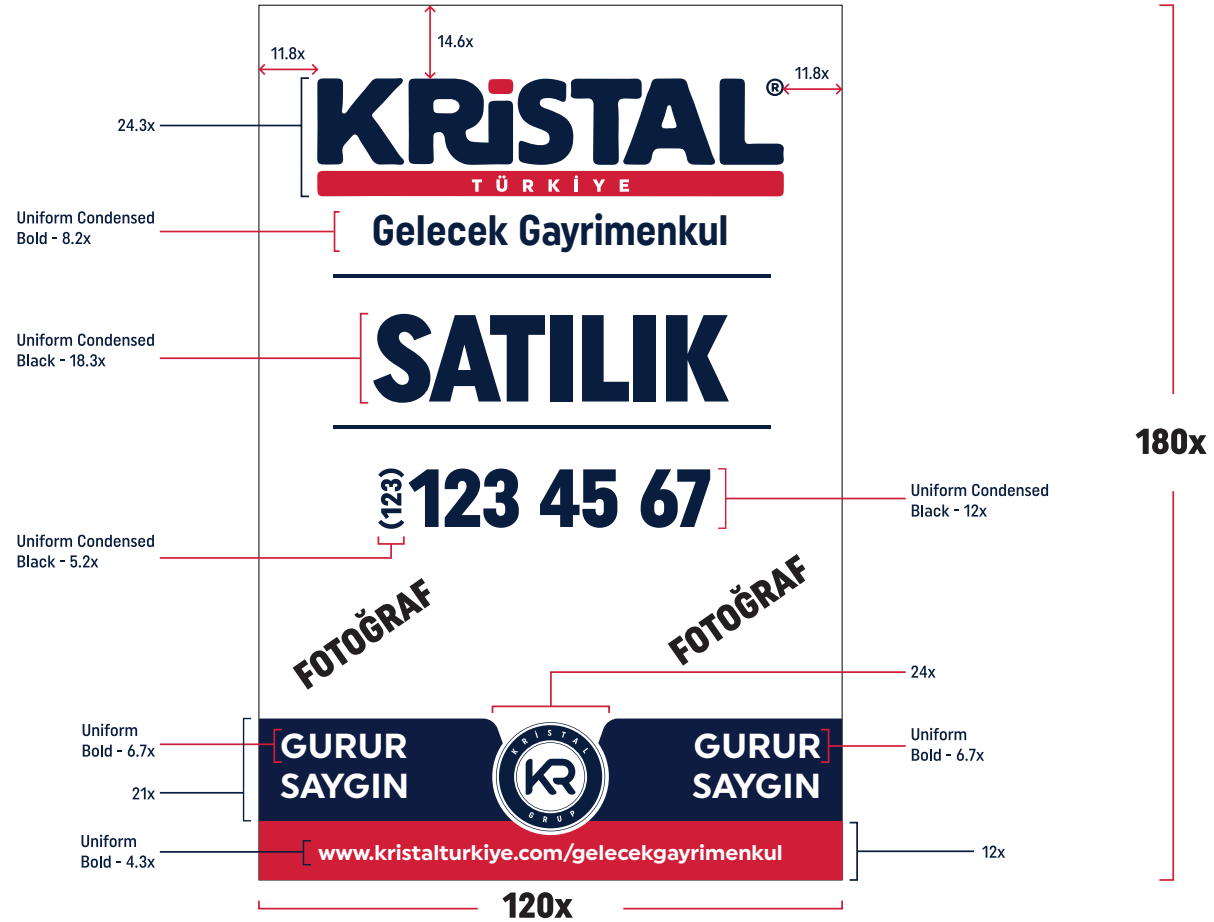 14.6x
11.8x
11.8x
KRiSTAL®
24.3x
TÜRKİYE
Uniform Condensed
Bold - 8.2x
Gelecek Gayrimenkul
Uniform Condensed
Black - 18.3x
SATILIK
180x
(123) 123 45 67
Uniform Condensed
Black - 12x
Uniform Condensed
Black - 5.2x
FOTOĞRAF
FOTOĞRAF
24x
Uniform
Bold - 6.7x
GURUR
SAYGIN
KRİSTAL
KR
GRUP
GURUR
SAYGIN
Uniform
Bold - 6.7x
21x
Uniform
Bold - 4.3x
www.kristalturkiye.com/gelecekgayrimenkul
12x
120x